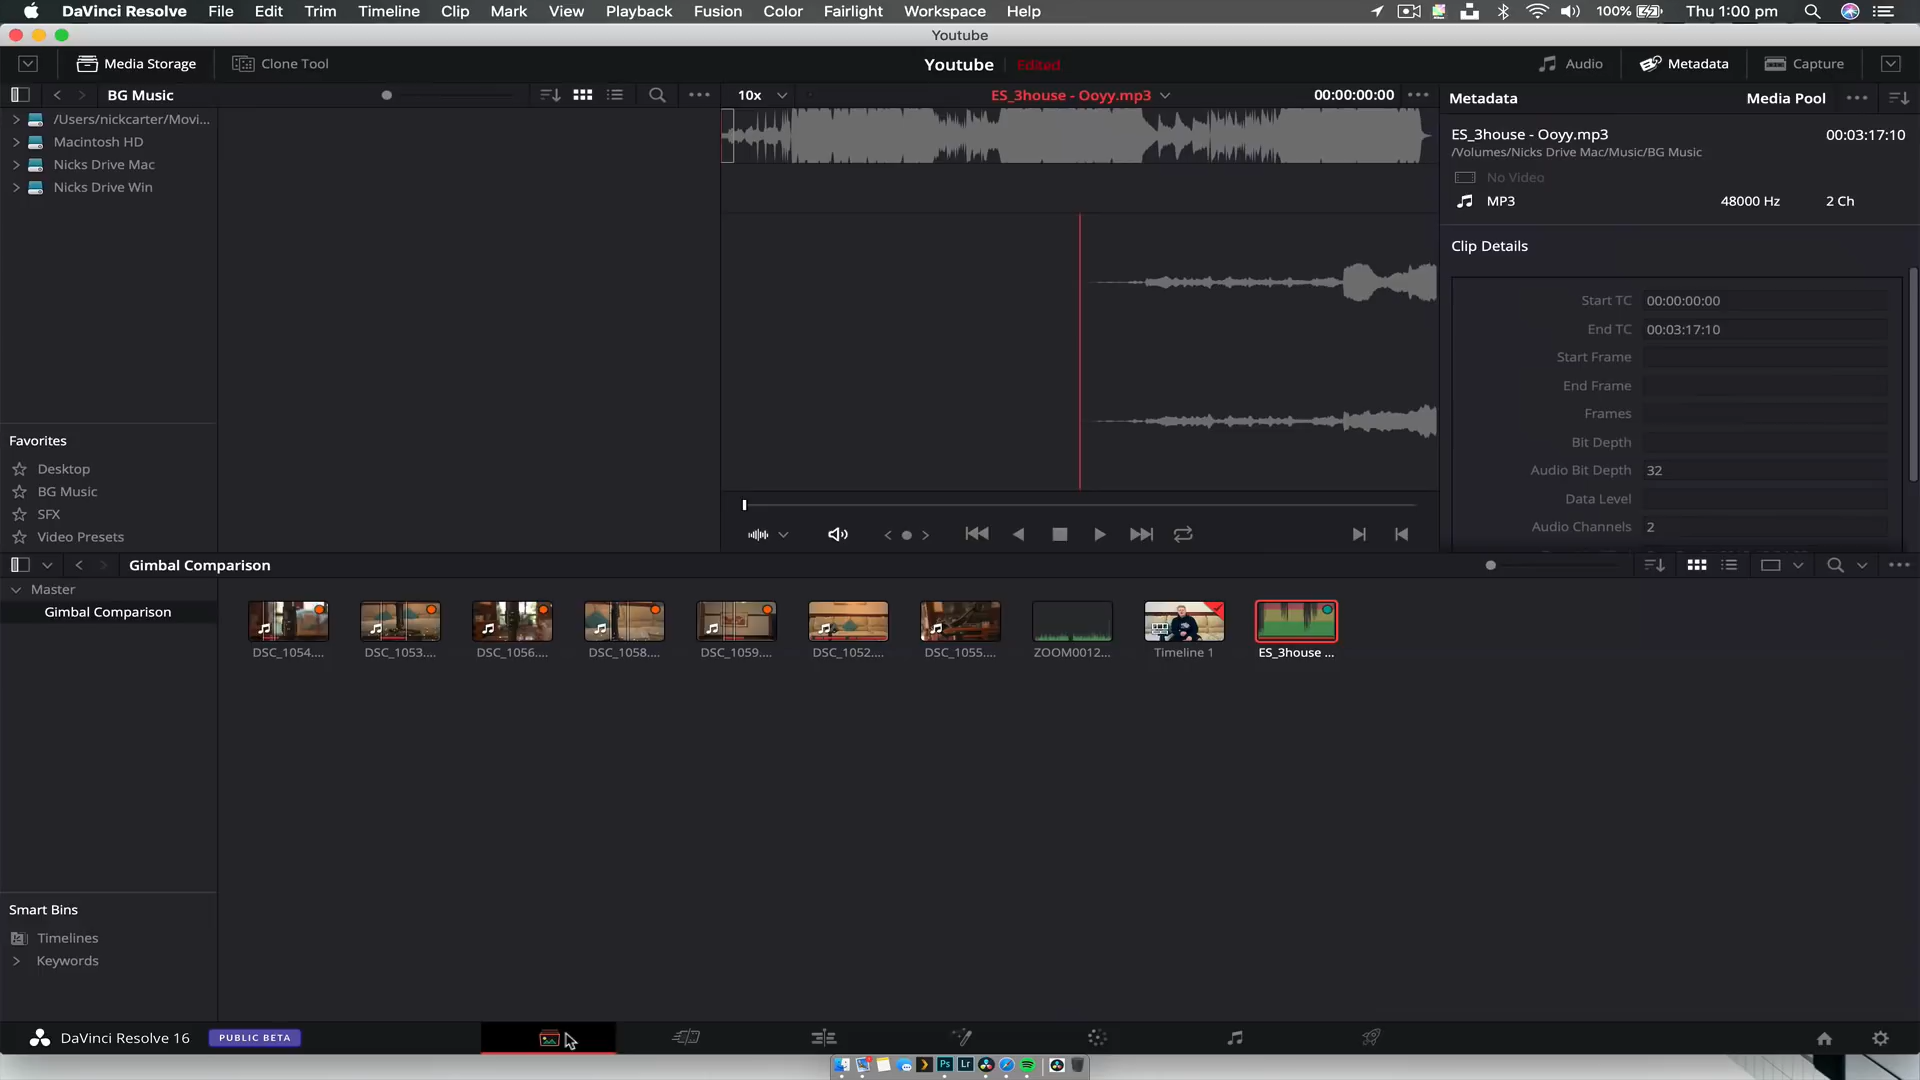 DaVinci Resolve File Edit Trim Timeline Clip Mark View Playback Fusion Color Fairlight Workspace Help 100% Thu 1:00 pm
Youtube
Media Storage Clone Tool Youtube Edited Audio Metadata Capture
BG Music 10x ES_3house - Ooyy.mp3 00:00:00:00 Metadata Media Pool
/Users/nickcarter/Movi...
Macintosh HD
Nicks Drive Mac
Nicks Drive Win
ES_3house - Ooyy.mp3 00:03:17:10
/Volumes/Nicks Drive Mac/Music/BG Music
No Video
MP3 48000 Hz 2 Ch
Clip Details
Start TC 00:00:00:00
End TC 00:03:17:10
Start Frame
End Frame
Frames
Bit Depth
Audio Bit Depth 32
Data Level
Audio Channels 2
Favorites
Desktop
BG Music
SFX
Video Presets
Gimbal Comparison
Master
Gimbal Comparison
DSC_1054.... DSC_1053.... DSC_1056.... DSC_1058.... DSC_1059.... DSC_1052.... DSC_1055.... ZOOM0012... Timeline 1 ES_3house ...
Smart Bins
Timelines
Keywords
DaVinci Resolve 16 PUBLIC BETA
Ps Lr